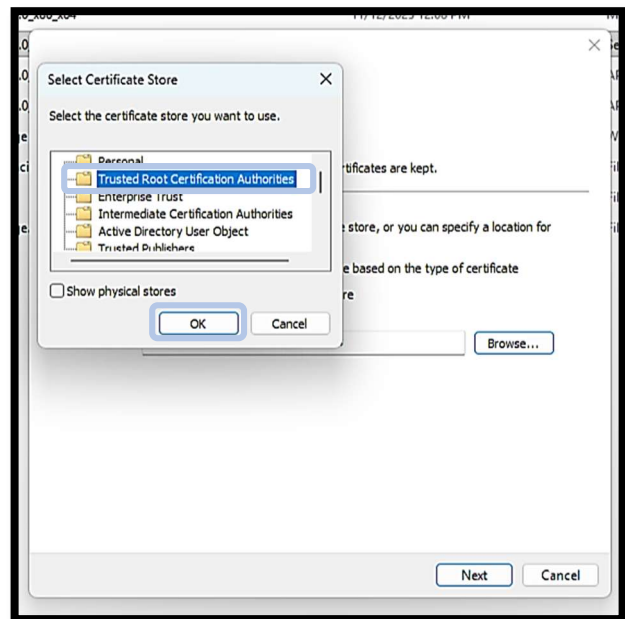 Select Certificate Store
Select the certificate store you want to use.
Personal
Trusted Root Certification Authorities
Enterprise Trust
Intermediate Certification Authorities
Active Directory User Object
Trusted Publishers
Show physical stores
OK Cancel
are kept.
store, or you can specify a location for
based on the type of certificate
Browse...
Next Cancel